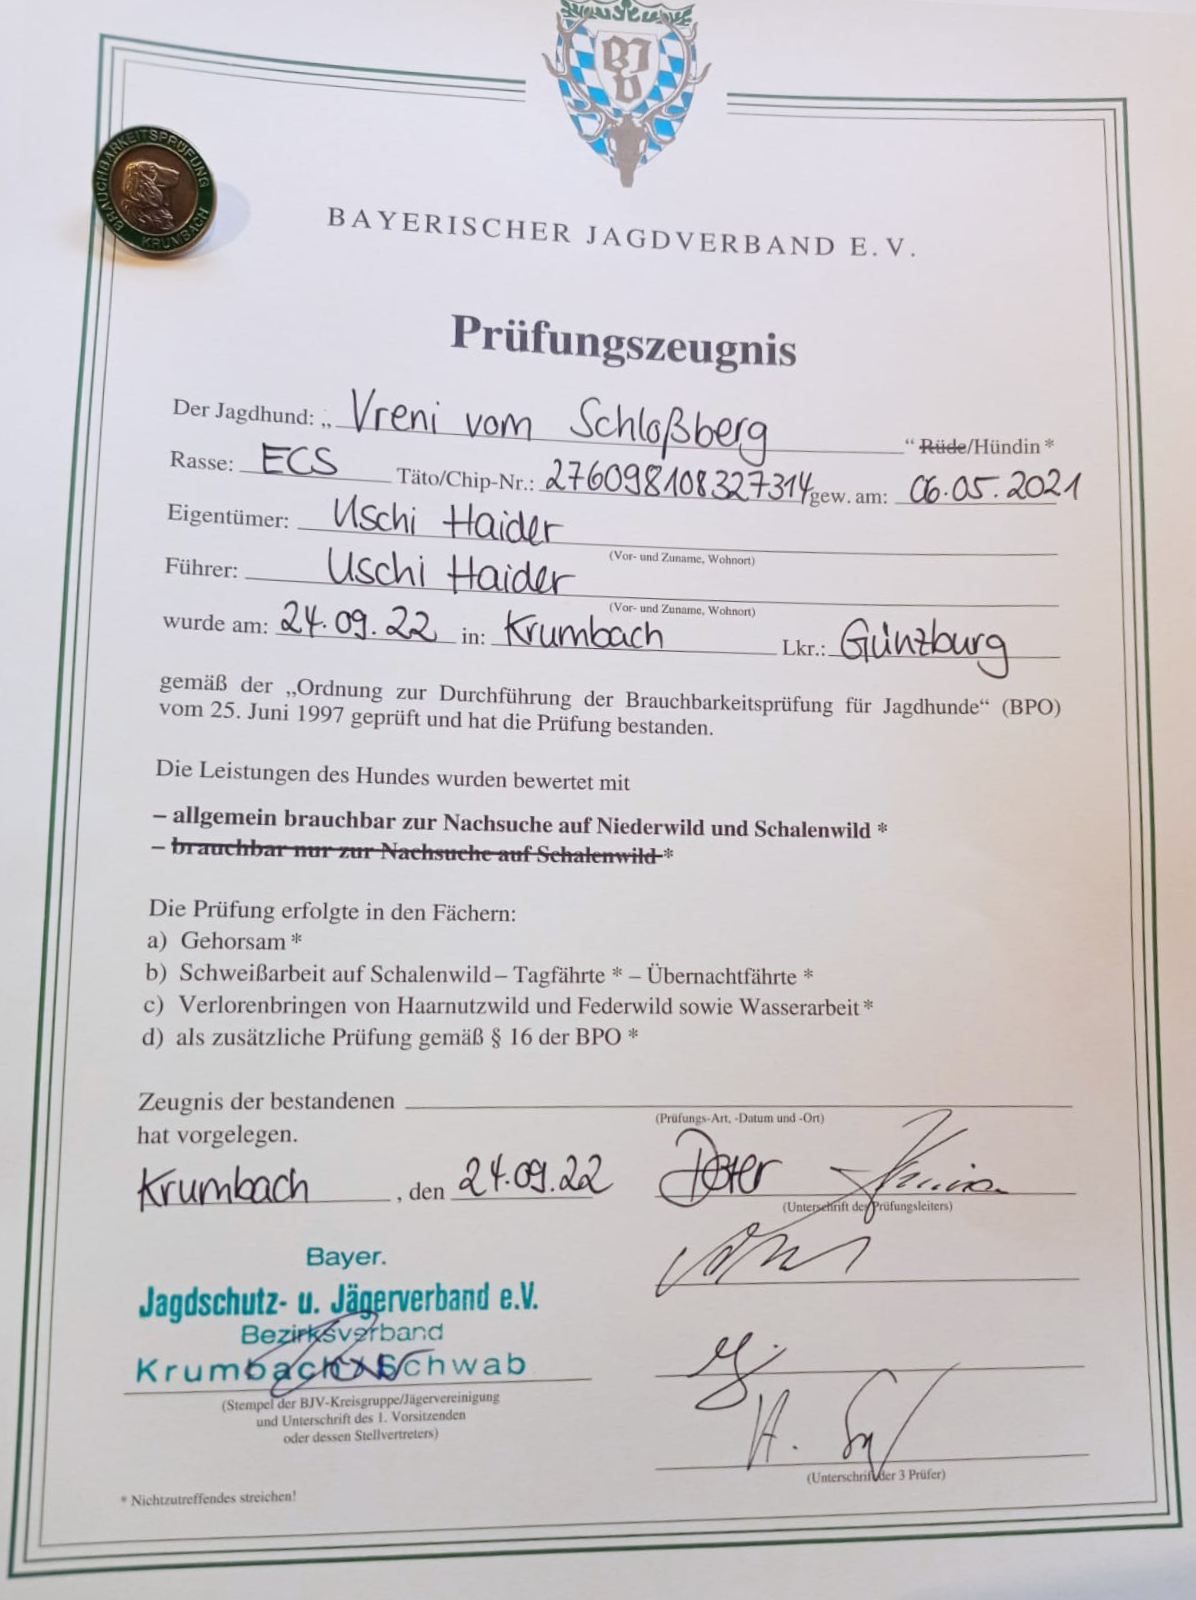 BJV
BRAUCHBARKEITSPRÜFUNG
KRUMBACH
BAYERISCHER JAGDVERBAND E.V.
Prüfungszeugnis
Der Jagdhund: „ Vreni vom Schloßberg “ Rüde/Hündin *
Rasse: ECS Täto/Chip-Nr.: 276098108327314 gew. am: 06.05.2021
Eigentümer: Uschi Haider
(Vor- und Zuname, Wohnort)
Führer: Uschi Haider
(Vor- und Zuname, Wohnort)
wurde am: 24.09.22 in: Krumbach Lkr.: Günzburg
gemäß der „Ordnung zur Durchführung der Brauchbarkeitsprüfung für Jagdhunde“ (BPO)
vom 25. Juni 1997 geprüft und hat die Prüfung bestanden.
Die Leistungen des Hundes wurden bewertet mit
– allgemein brauchbar zur Nachsuche auf Niederwild und Schalenwild *
– brauchbar nur zur Nachsuche auf Schalenwild *
Die Prüfung erfolgte in den Fächern:
a) Gehorsam *
b) Schweißarbeit auf Schalenwild – Tagfährte * – Übernachtfährte *
c) Verlorenbringen von Haarnutzwild und Federwild sowie Wasserarbeit *
d) als zusätzliche Prüfung gemäß § 16 der BPO *
Zeugnis der bestandenen
(Prüfungs-Art, -Datum und -Ort)
hat vorgelegen.
Krumbach , den 24.09.22
(Unterschrift des Prüfungsleiters)
Bayer.
Jagdschutz- u. Jägerverband e.V.
Bezirksverband
Krumbach Schwab
(Stempel der BJV-Kreisgruppe/Jägervereinigung
und Unterschrift des 1. Vorsitzenden
oder dessen Stellvertreters)
(Unterschrift der 3 Prüfer)
* Nichtzutreffendes streichen!